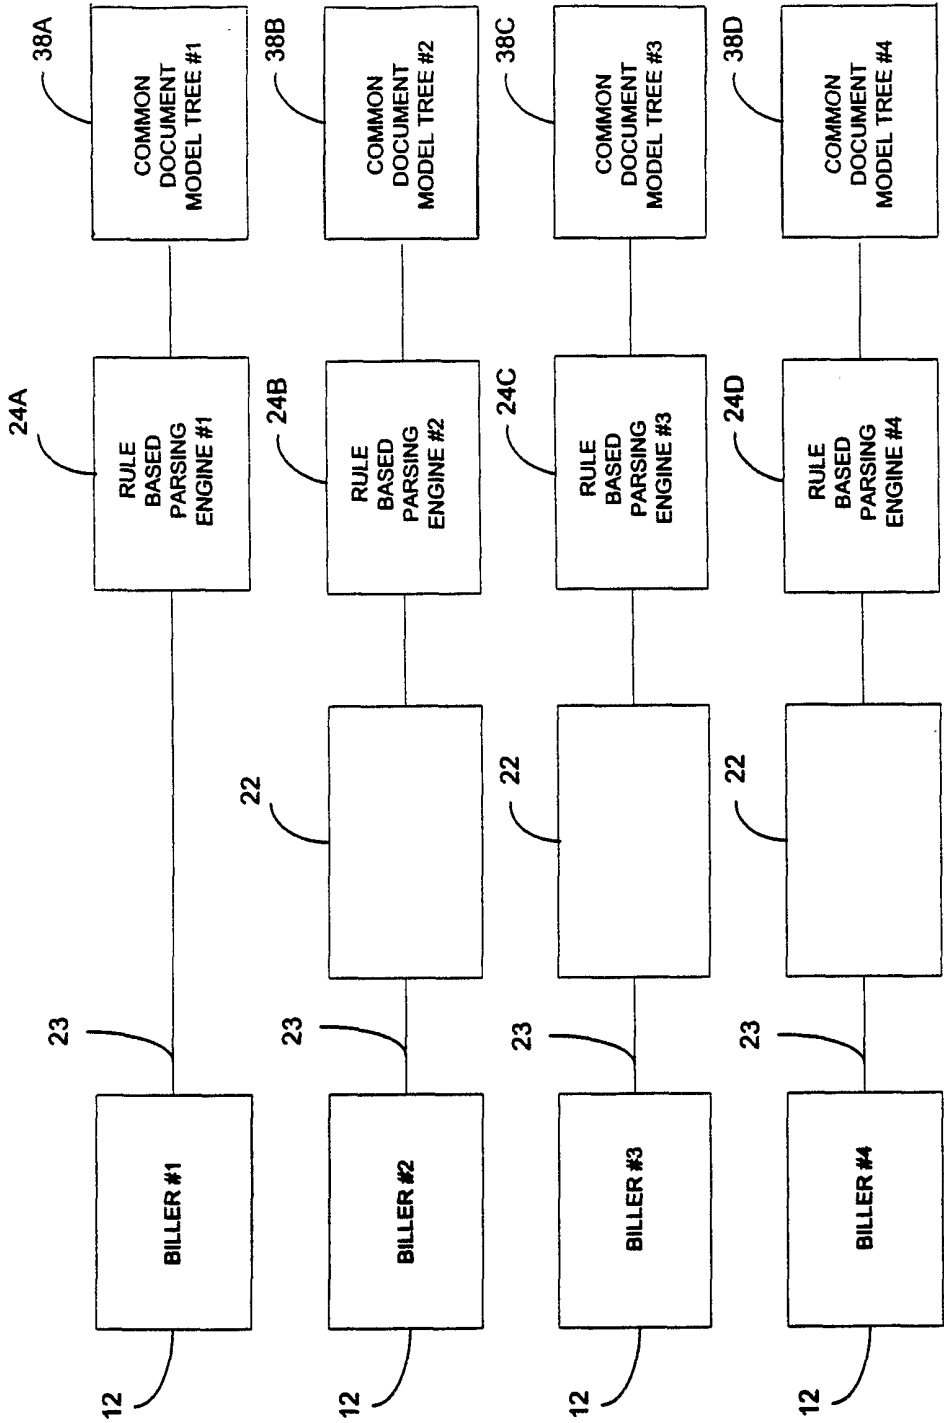 12
BILLER #1
23
24A
RULE
BASED
PARSING
ENGINE #1
38A
COMMON
DOCUMENT
MODEL TREE #1
12
BILLER #2
23
22
24B
RULE
BASED
PARSING
ENGINE #2
38B
COMMON
DOCUMENT
MODEL TREE #2
12
BILLER #3
23
22
24C
RULE
BASED
PARSING
ENGINE #3
38C
COMMON
DOCUMENT
MODEL TREE #3
12
BILLER #4
23
22
24D
RULE
BASED
PARSING
ENGINE #4
38D
COMMON
DOCUMENT
MODEL TREE #4